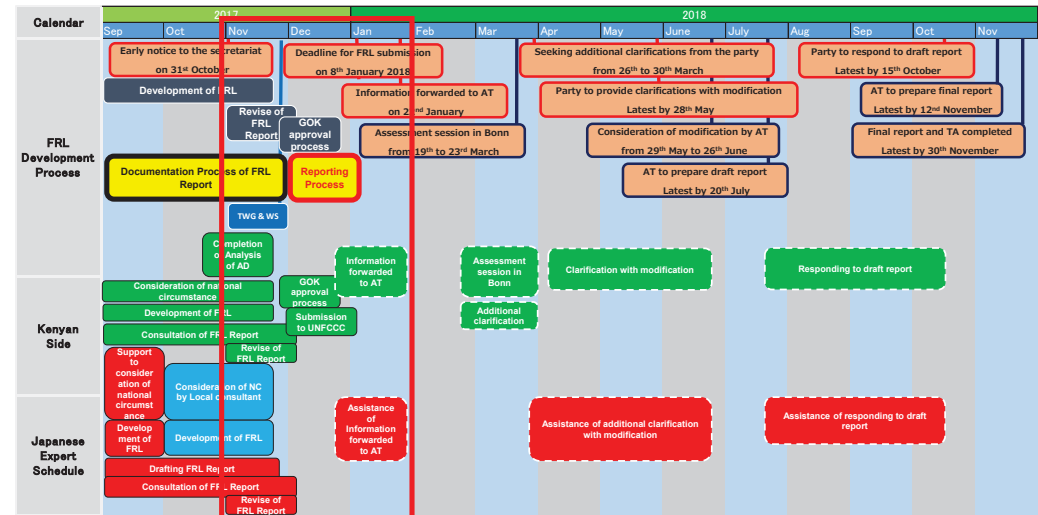 Calendar
2017
2018
Sep
Oct
Nov
Dec
Jan
Feb
Mar
Apr
May
June
July
Aug
Sep
Oct
Nov
FRL
Development
Process
Early notice to the secretariat
on 31st October
Deadline for FRL submission
on 8th January 2018
Seeking additional clarifications from the party
from 26th to 30th March
Party to respond to draft report
Latest by 15th October
Development of FRL
Information forwarded to AT
on 22nd January
Party to provide clarifications with modification
Latest by 28th May
AT to prepare final report
Latest by 12nd November
Revise of
FRL
Report
GOK
approval
process
Assessment session in Bonn
from 19th to 23rd March
Consideration of modification by AT
from 29th May to 26th June
Final report and TA completed
Latest by 30th November
Documentation Process of FRL
Report
Reporting
Process
AT to prepare draft report
Latest by 20th July
TWG & WS
Completion
of Analysis
of AD
Information
forwarded
to AT
Assessment
session in
Bonn
Clarification with modification
Responding to draft report
Kenyan
Side
Consideration of national
circumstance
GOK
approval
process
Development of FRL
Submission
to UNFCCC
Additional
clarification
Consultation of FRL Report
Revise of
FRL Report
Support
to
consider
ation of
national
circumst
ance
Consideration of NC
by Local consultant
Japanese
Expert
Schedule
Assistance
of
Information
forwarded
to AT
Assistance of additional clarification
with modification
Assistance of responding to draft
report
Develop
ment of
FRL
Development of FRL
Drafting FRL Report
Consultation of FRL Report
Revise of
FRL Report